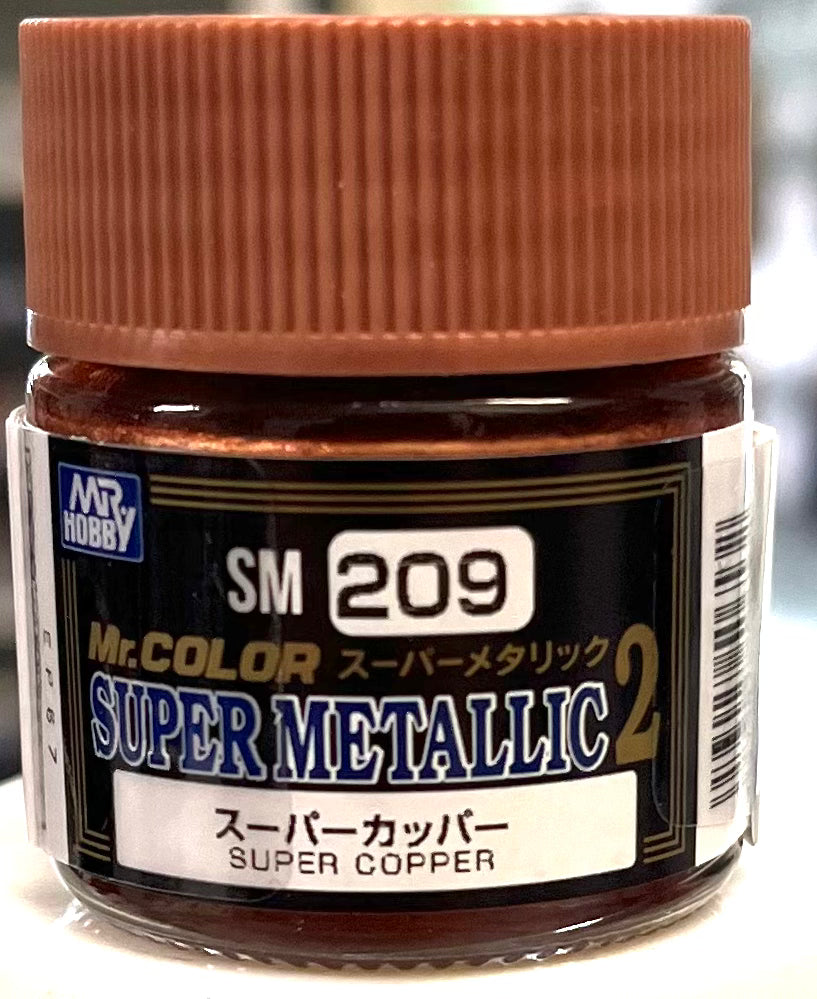 MR.
HOBBY
SM 209
Mr.COLOR スーパーメタリック 2
SUPER METALLIC
スーパーカッパー
SUPER COPPER